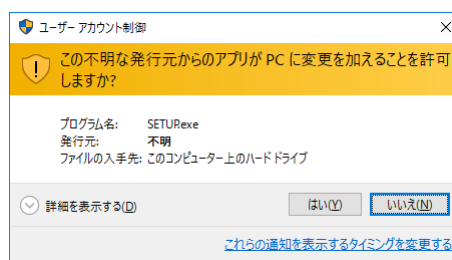 ユーザー アカウント制御
この不明な発行元からのアプリが PC に変更を加えることを許可
しますか?
プログラム名: SETUP.exe
発行元: 不明
ファイルの入手先: このコンピューター上のハード ドライブ
詳細を表示する(D)
はい(Y)
いいえ(N)
これらの通知を表示するタイミングを変更する